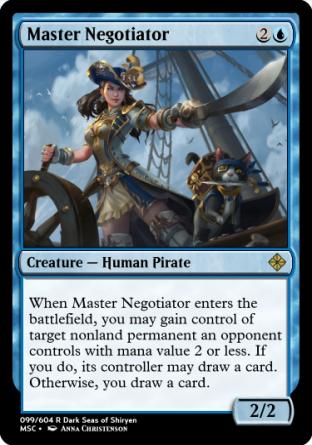 Master Negotiator 2
Creature — Human Pirate
When Master Negotiator enters the
battlefield, you may gain control of
target nonland permanent an opponent
controls with mana value 2 or less. If
you do, its controller may draw a card.
Otherwise, you draw a card.
2/2
099/604 R Dark Seas of Shiryen
MSC • Anna Christenson